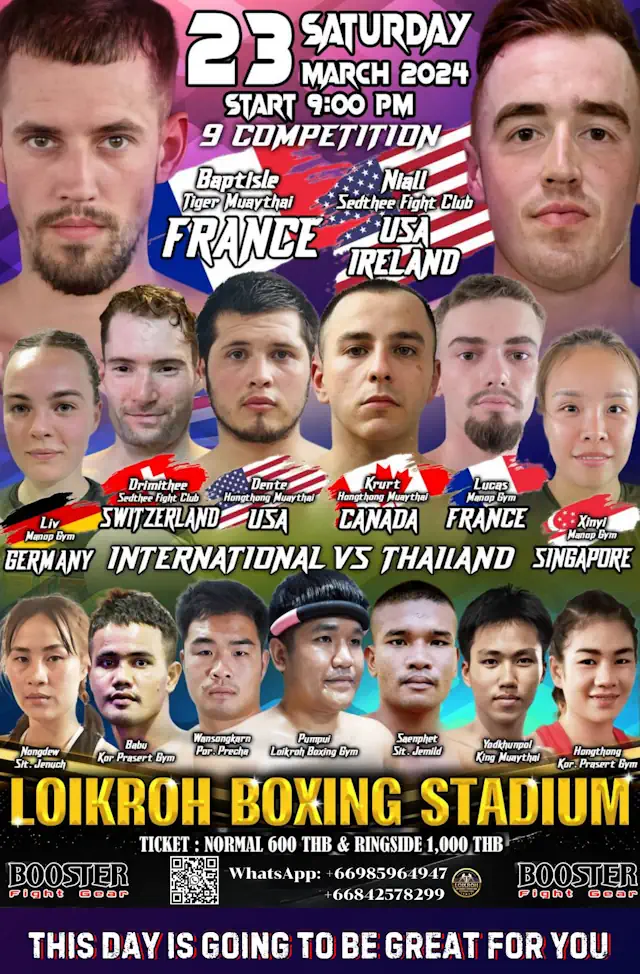 23 SATURDAY
MARCH 2024
START 9:00 PM
9 COMPETITION
Baptisle
Tiger Muaythai
FRANCE
Niall
Sedthee Fight Club
USA
IRELAND
Liv
Manop Gym
GERMANY
Drimithee
Sedthee Fight Club
SWITZERLAND
Dente
Hongthong Muaythai
USA
Krurt
Hongthong Muaythai
CANADA
Lucas
Manop Gym
FRANCE
Xinyi
Manop Gym
SINGAPORE
INTERNATIONAL VS THAIIAND
Nongdew
Sit. Jenuch
Babu
Kor Prasert Gym
Wansongkarn
Por. Precha
Pumpui
Loikroh Boxing Gym
Saenphet
Sit. Jemild
Yodkhunpol
King Muaythai
Hongthong
Kor. Prasert Gym
LOIKROH BOXING STADIUM
TICKET : NORMAL 600 THB & RINGSIDE 1,000 THB
BOOSTER
Fight Gear
WhatsApp: +66985964947
+66842578299
LOIKROH
BOOSTER
Fight Gear
THIS DAY IS GOING TO BE GREAT FOR YOU